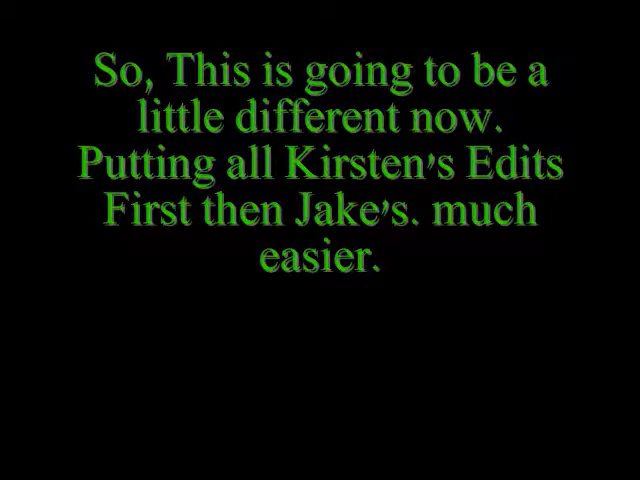 So, This is going to be a
little different now.
Putting all Kirsten's Edits
First then Jake's. much
easier.